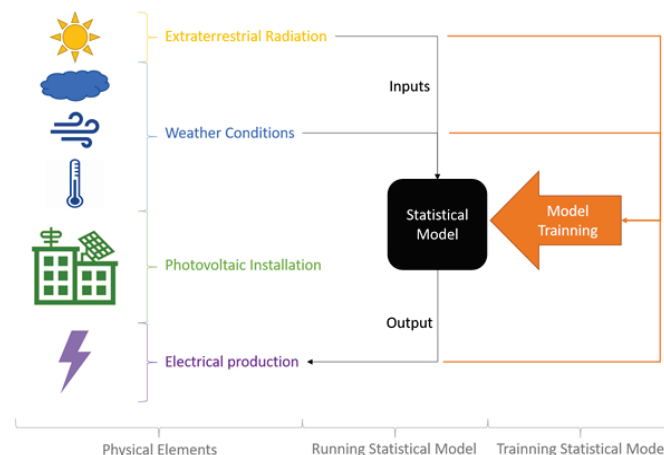 Extraterrestrial Radiation
Inputs
Weather Conditions
Statistical
Model
Model
Trainning
Photovoltaic Installation
Output
Electrical production
Physical Elements
Running Statistical Model
Trainning Statistical Mode